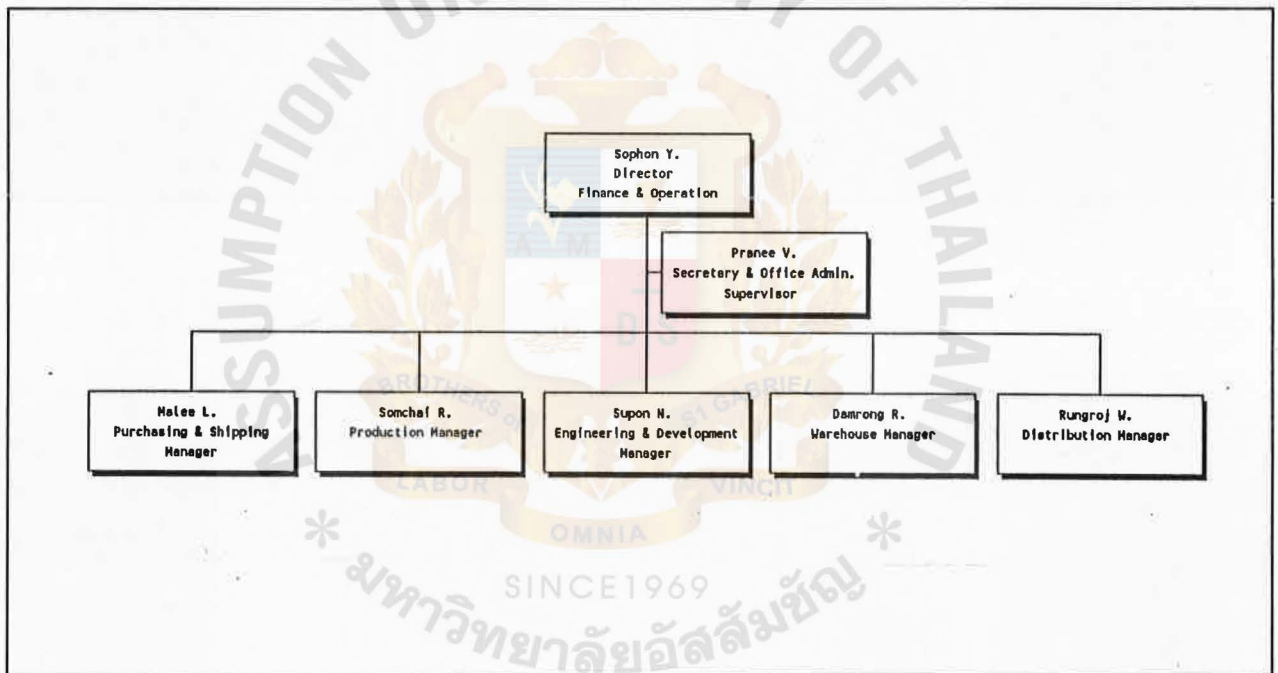 ASSUMPTION UNIVERSITY OF THAILAND
Sophon Y.
Director
Finance & Operation
Pranee V.
Secretary & Office Admin.
Supervisor
Malee L.
Purchasing & Shipping
Manager
Somchai R.
Production Manager
Supon N.
Engineering & Development
Manager
Damrong R.
Warehouse Manager
Rungroj W.
Distribution Manager
A M
D S
BROTHERS OF
ST GABRIEL
LABOR
VINCIT
OMNIA
SINCE1969
* มหาวิทยาลัยอัสสัมชัญ *